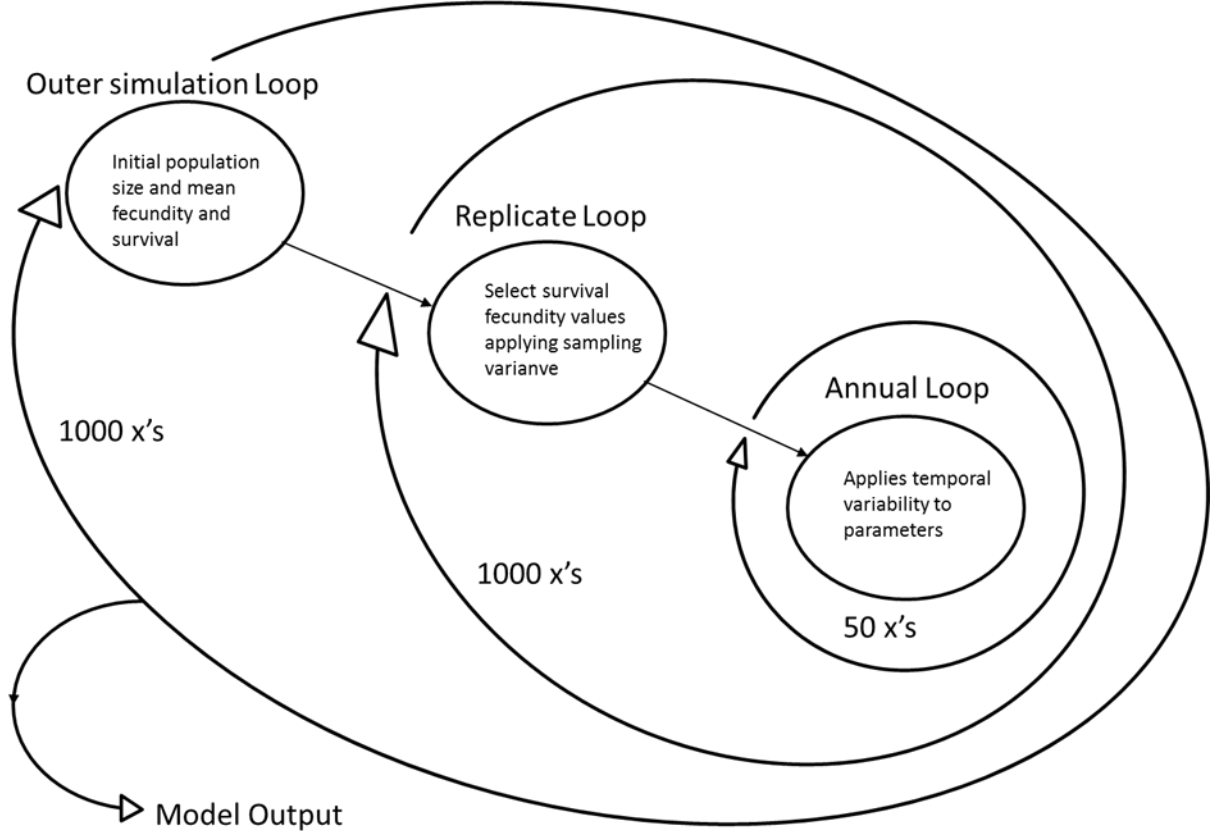 Outer simulation Loop
Initial population
size and mean
fecundity and
survival
Replicate Loop
Select survival
fecundity values
applying sampling
varianve
Annual Loop
Applies temporal
variability to
parameters
1000 x's
1000 x's
50 x's
Model Output